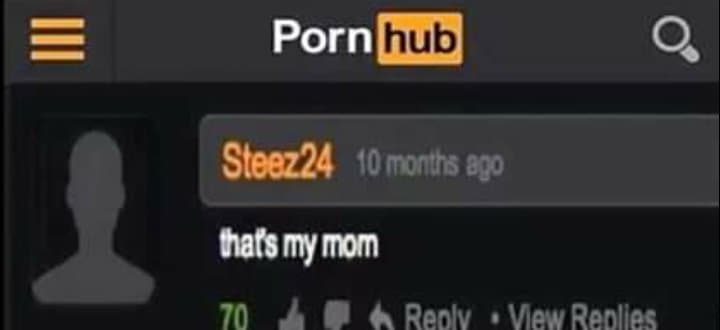 Porn hub
Steez24 10 months ago
that's my mom
70 Reply • View Replies